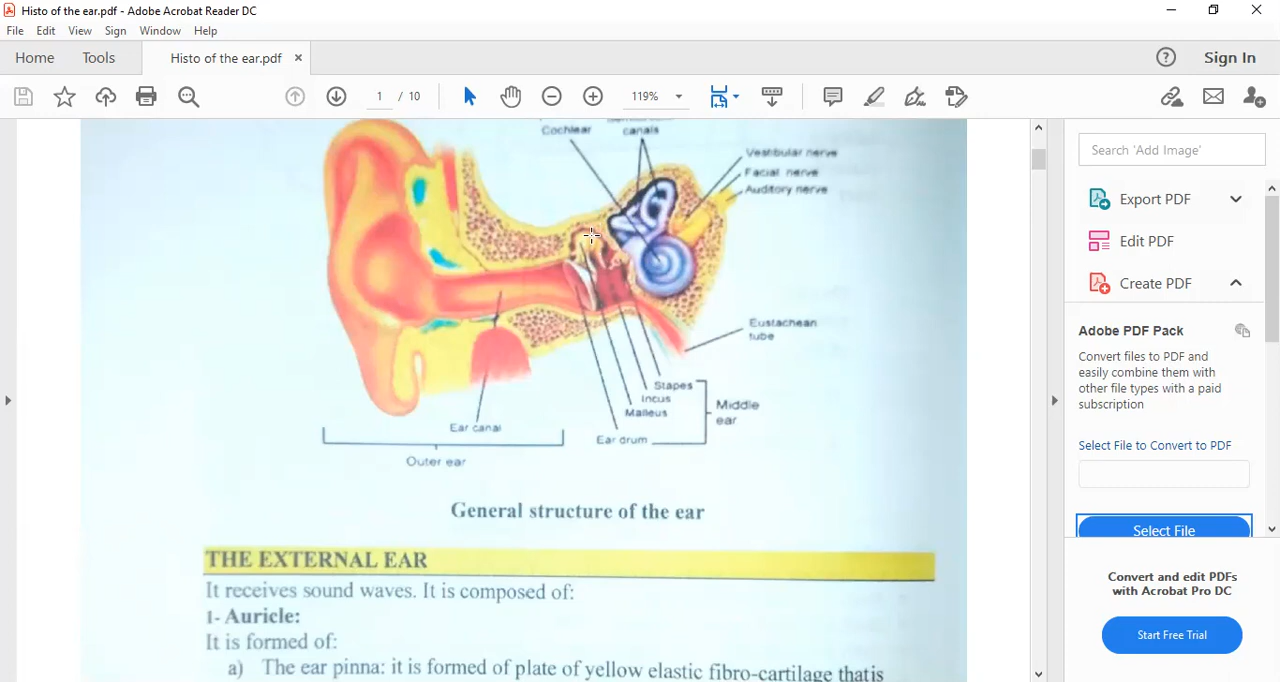 Histo of the ear.pdf - Adobe Acrobat Reader DC
File Edit View Sign Window Help
Home Tools Histo of the ear.pdf × Sign In
1 / 10 119%
Cochlear
canals
Vestibular nerve
Facial nerve
Auditory nerve
Eustachean
tube
Stapes
Incus
Malleus
Middle
ear
Ear drum
Ear canal
Outer ear
General structure of the ear
THE EXTERNAL EAR
It receives sound waves. It is composed of:
1- Auricle:
It is formed of:
a) The ear pinna: it is formed of plate of yellow elastic fibro-cartilage thatis
Search 'Add Image'
Export PDF
Edit PDF
Create PDF
Adobe PDF Pack
Convert files to PDF and
easily combine them with
other file types with a paid
subscription
Select File to Convert to PDF
Select File
Convert and edit PDFs
with Acrobat Pro DC
Start Free Trial